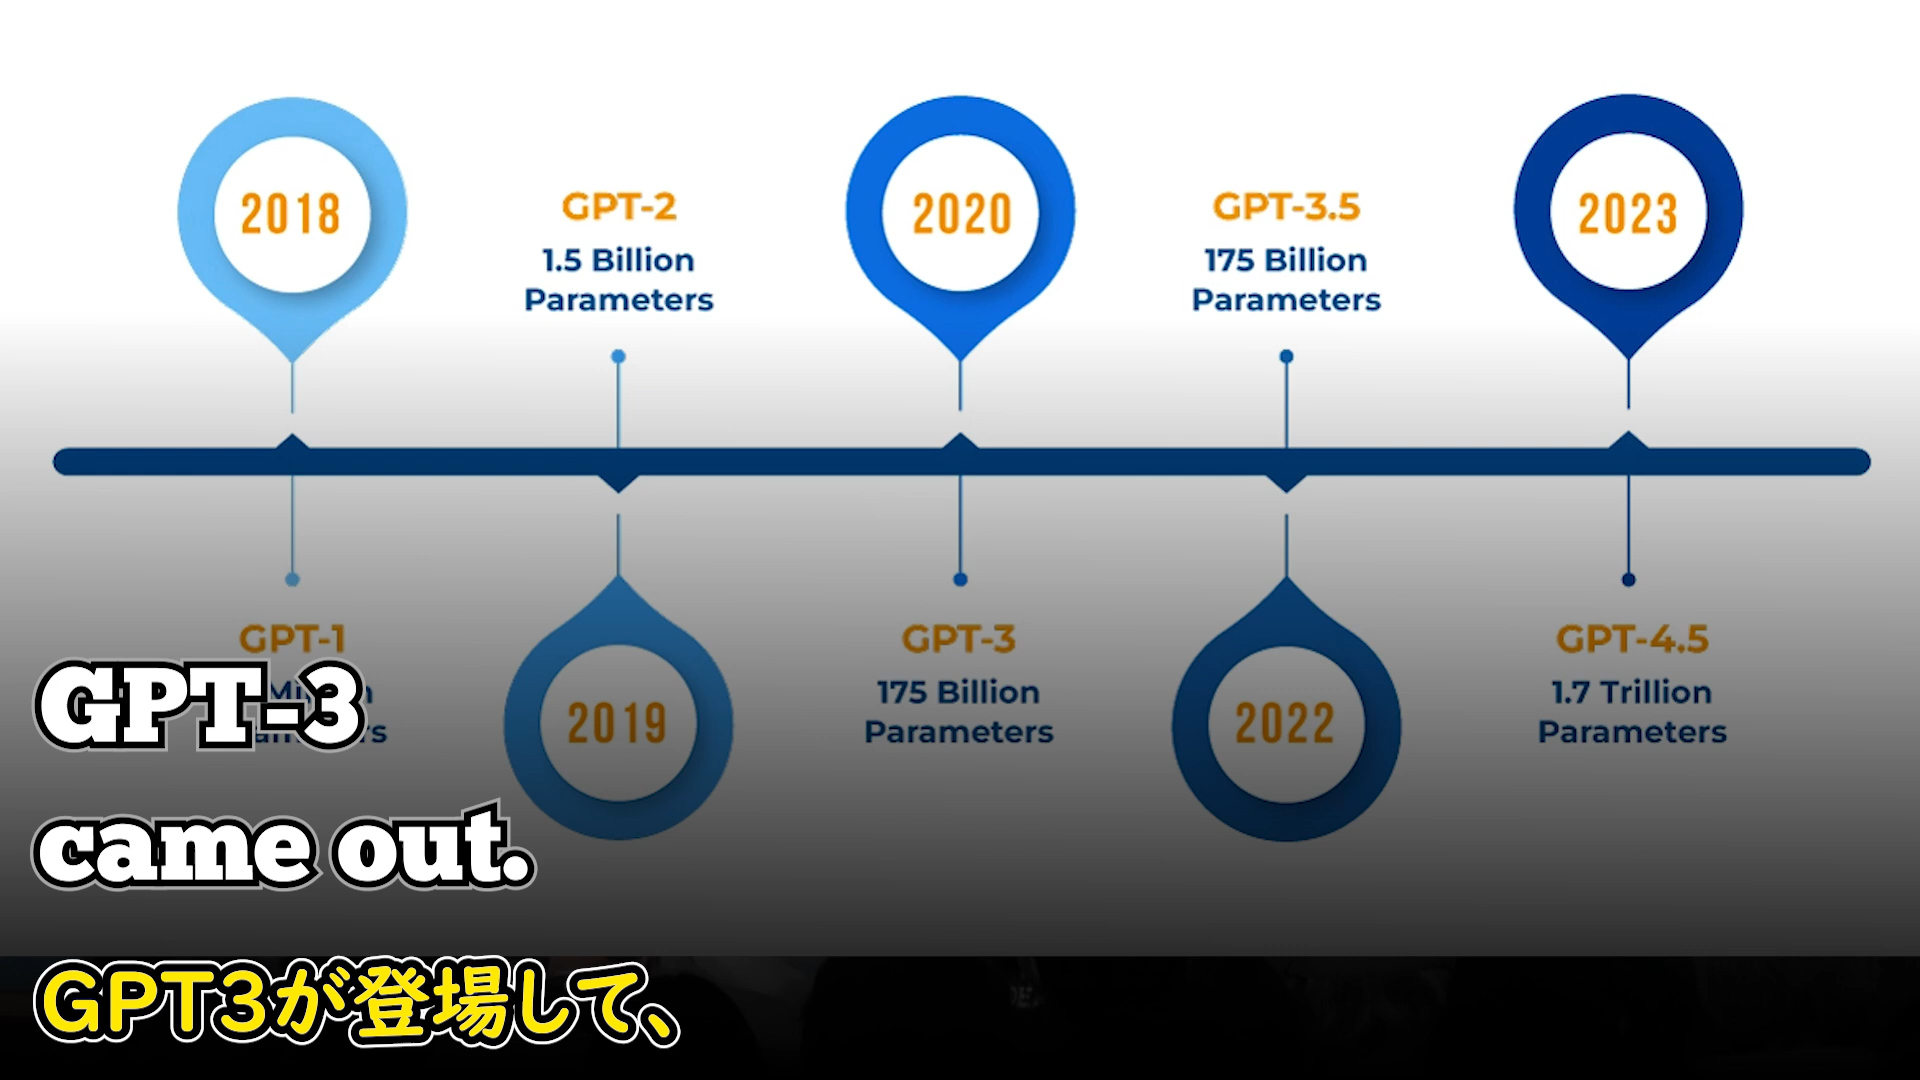 2018
GPT-2
1.5 Billion
Parameters
2020
GPT-3.5
175 Billion
Parameters
2023
GPT-1
2019
GPT-3
175 Billion
Parameters
2022
GPT-4.5
1.7 Trillion
Parameters
GPT-3
came out.
GPT3が登場して、